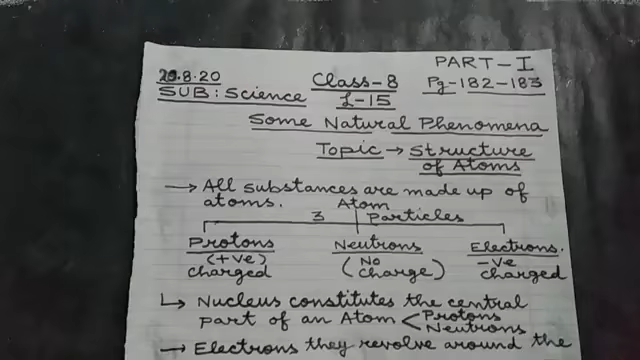 PART-I
20.8.20 Class-8 Pg-182-183
SUB: Science L-15
Some Natural Phenomena
Topic → Structure
of Atoms
→ All substances are made up of
atoms. Atom
3 Particles
Protons Neutrons Electrons.
(+ve) (No -ve
charged Charge) charged
↳ Nucleus constitutes the central
part of an Atom < Protons
Neutrons
→ Electrons they revolve around the